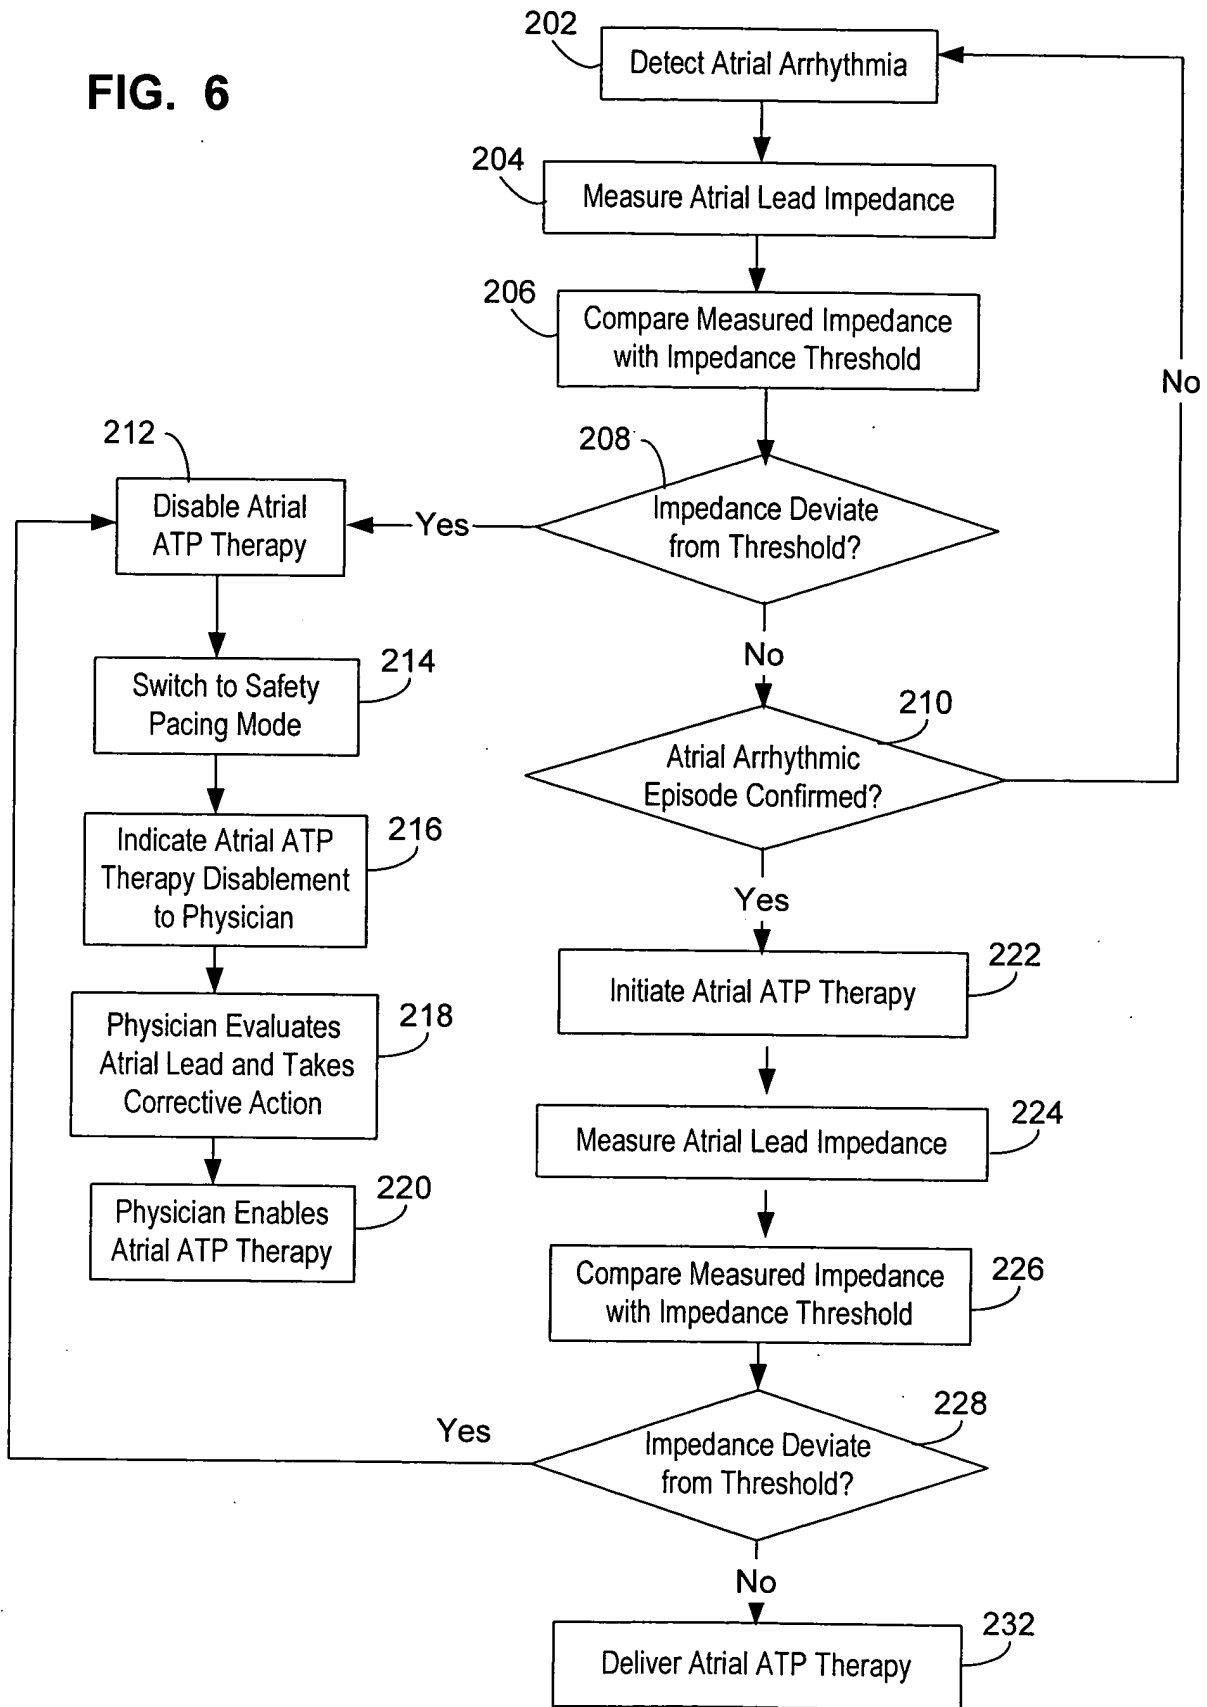 FIG. 6
202
Detect Atrial Arrhythmia
204
Measure Atrial Lead Impedance
206
Compare Measured Impedance
with Impedance Threshold
No
208
Impedance Deviate
from Threshold?
Yes
212
Disable Atrial
ATP Therapy
No
214
Switch to Safety
Pacing Mode
210
Atrial Arrhythmic
Episode Confirmed?
216
Indicate Atrial ATP
Therapy Disablement
to Physician
Yes
222
Initiate Atrial ATP Therapy
218
Physician Evaluates
Atrial Lead and Takes
Corrective Action
224
Measure Atrial Lead Impedance
220
Physician Enables
Atrial ATP Therapy
226
Compare Measured Impedance
with Impedance Threshold
228
Impedance Deviate
from Threshold?
Yes
No
232
Deliver Atrial ATP Therapy